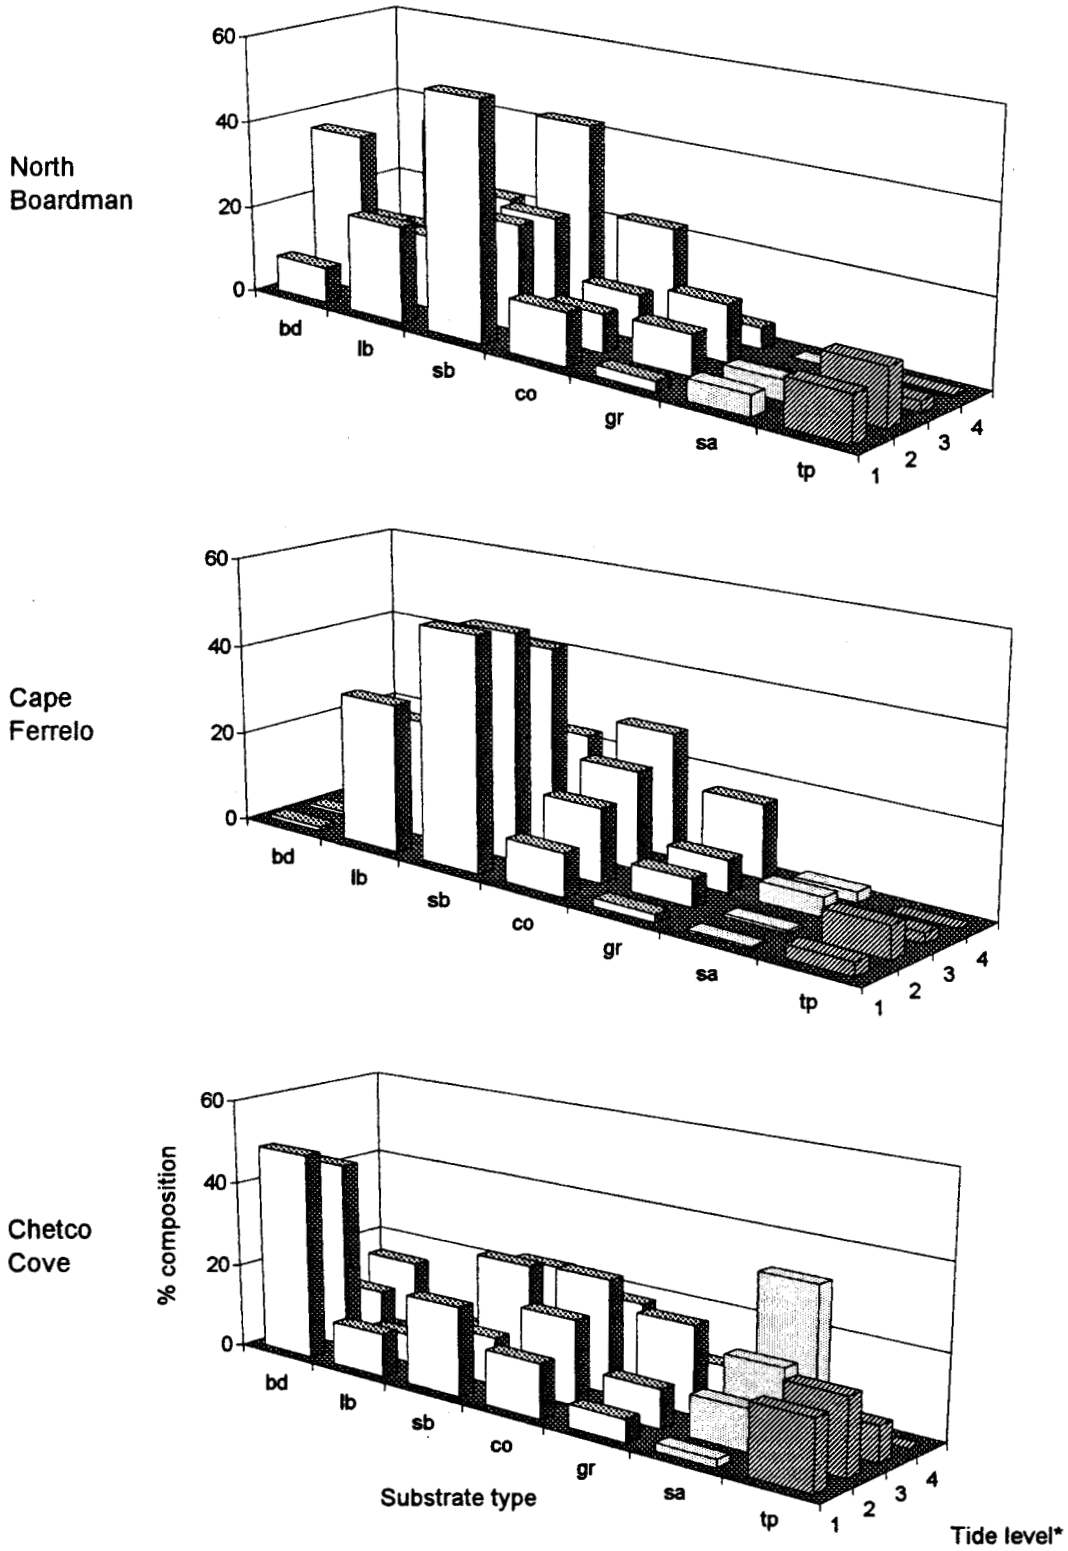 60
40
20
0
North
Boardman
bd
lb
sb
co
gr
sa
tp
1
2
3
4
60
40
20
0
Cape
Ferrelo
bd
lb
sb
co
gr
sa
tp
1
2
3
4
60
40
20
0
% composition
Chetco
Cove
bd
lb
sb
co
gr
sa
tp
1
2
3
4
Substrate type
Tide level*